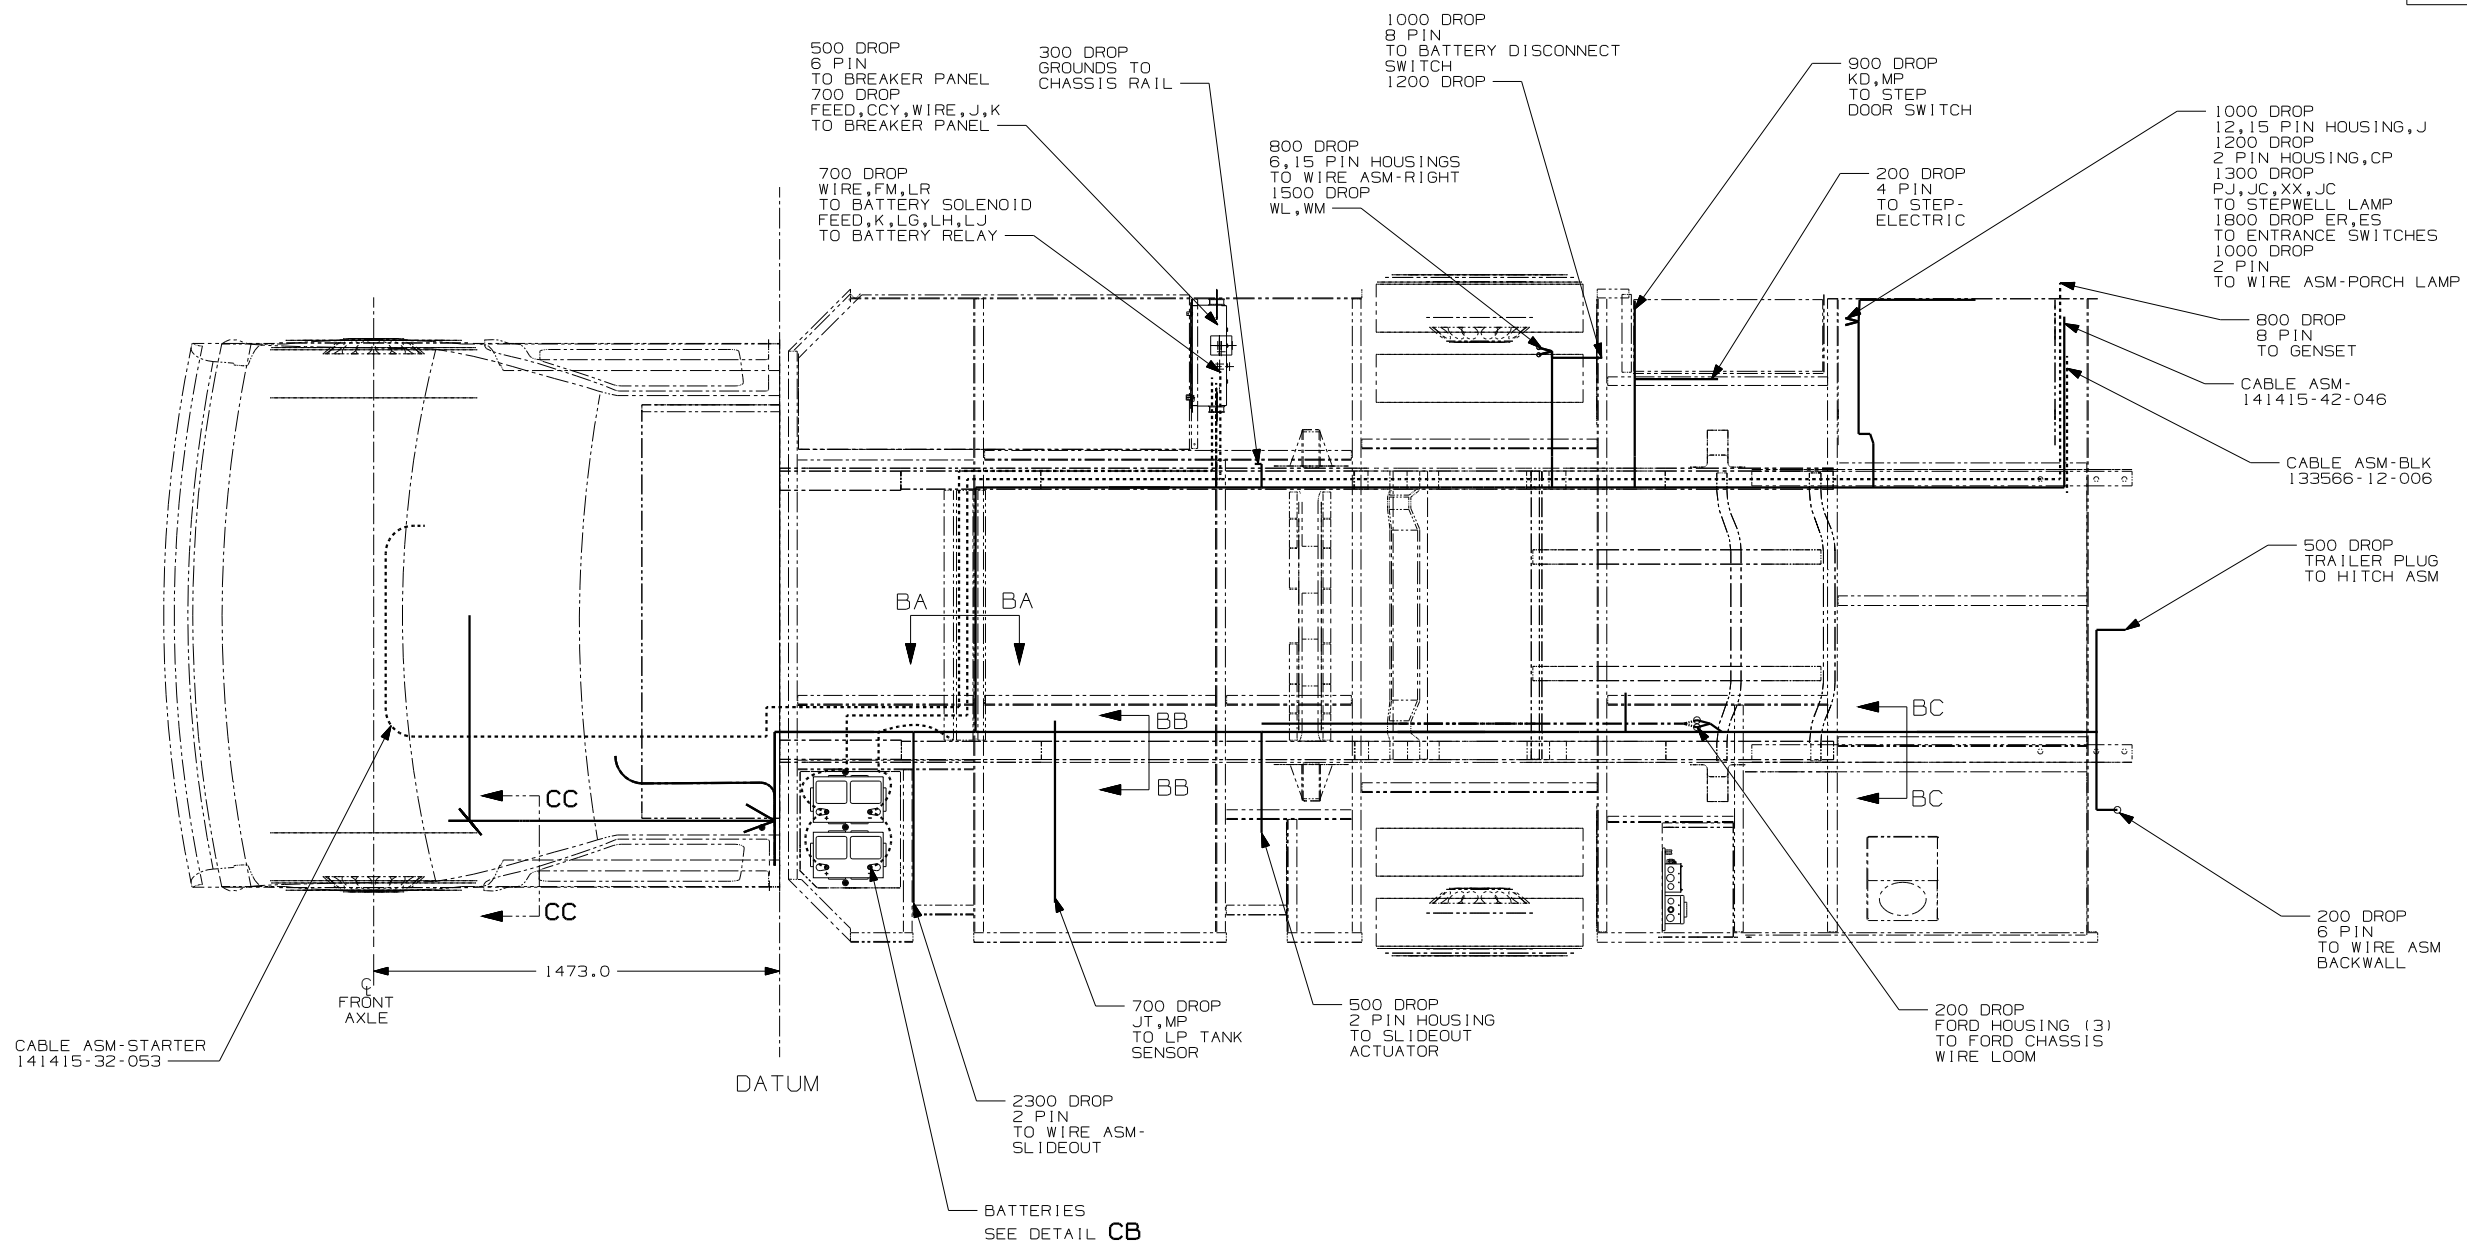 500 DROP
6 PIN
TO BREAKER PANEL
700 DROP
FEED,CCY,WIRE,J,K
TO BREAKER PANEL
300 DROP
GROUNDS TO
CHASSIS RAIL
1000 DROP
8 PIN
TO BATTERY DISCONNECT
SWITCH
1200 DROP
900 DROP
KD,MP
TO STEP
DOOR SWITCH
1000 DROP
12,15 PIN HOUSING,J
1200 DROP
2 PIN HOUSING,CP
1300 DROP
PJ,JC,XX,JC
TO STEPWELL LAMP
1800 DROP ER,ES
TO ENTRANCE SWITCHES
1000 DROP
2 PIN
TO WIRE ASM-PORCH LAMP
700 DROP
WIRE,FM,LR
TO BATTERY SOLENOID
FEED,K,LG,LH,LJ
TO BATTERY RELAY
800 DROP
6,15 PIN HOUSINGS
TO WIRE ASM-RIGHT
1500 DROP
WL,WM
200 DROP
4 PIN
TO STEP-
ELECTRIC
800 DROP
8 PIN
TO GENSET
CABLE ASM-
141415-42-046
CABLE ASM-BLK
133566-12-006
500 DROP
TRAILER PLUG
TO HITCH ASM
BA
BA
BB
BB
BC
BC
CC
CC
200 DROP
6 PIN
TO WIRE ASM
BACKWALL
1473.0
CL
FRONT
AXLE
CABLE ASM-STARTER
141415-32-053
DATUM
700 DROP
JT,MP
TO LP TANK
SENSOR
500 DROP
2 PIN HOUSING
TO SLIDEOUT
ACTUATOR
200 DROP
FORD HOUSING (3)
TO FORD CHASSIS
WIRE LOOM
2300 DROP
2 PIN
TO WIRE ASM-
SLIDEOUT
BATTERIES
SEE DETAIL CB